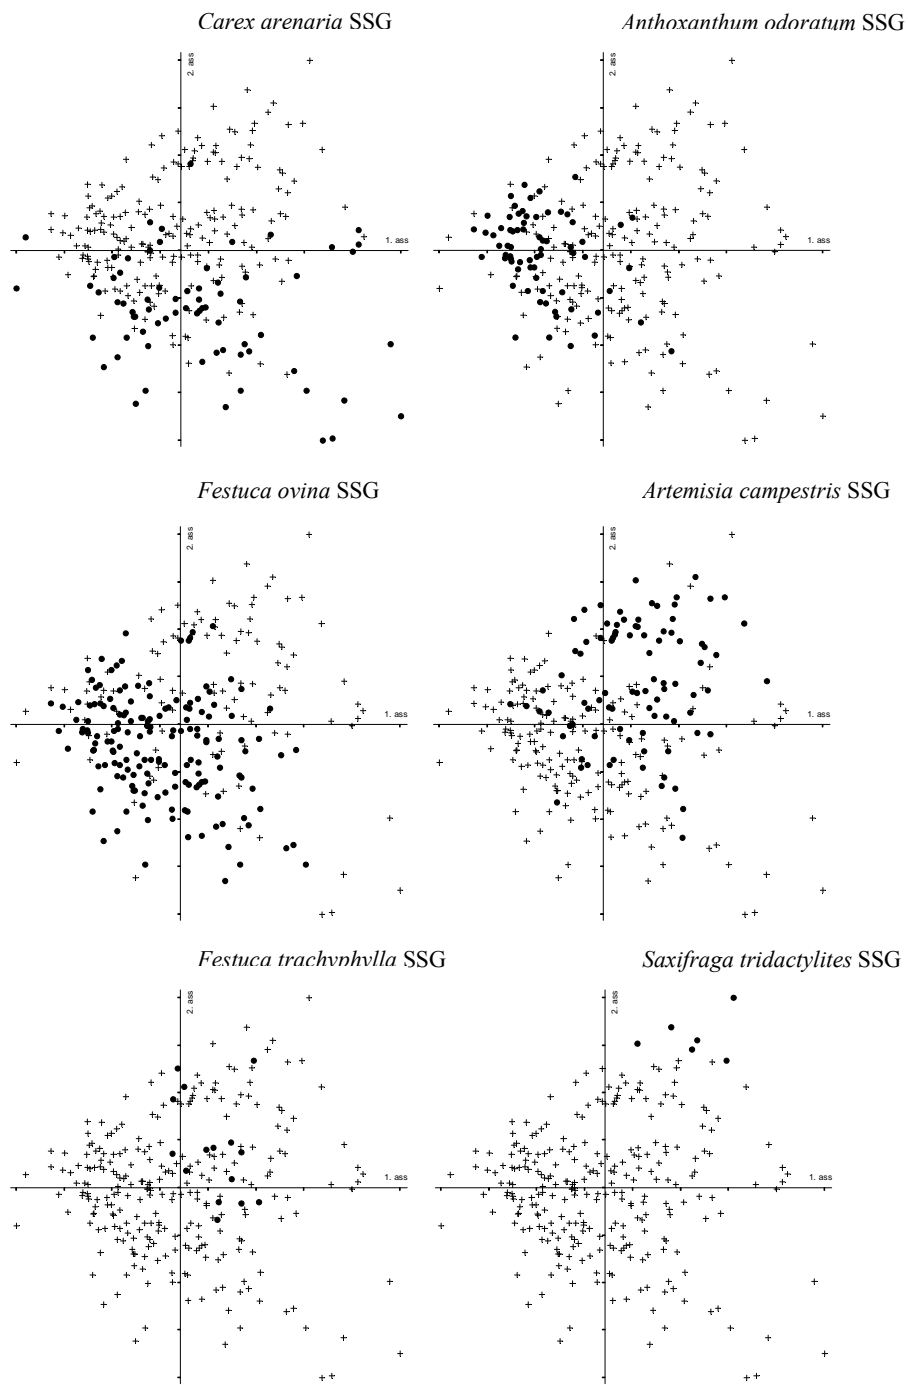 Carex arenaria SSG
Anthoxanthum odoratum SSG
2. ass
1. ass
2. ass
1. ass
Festuca ovina SSG
Artemisia campestris SSG
2. ass
1. ass
2. ass
1. ass
Festuca trachyphylla SSG
Saxifraga tridactylites SSG
2. ass
1. ass
2. ass
1. ass